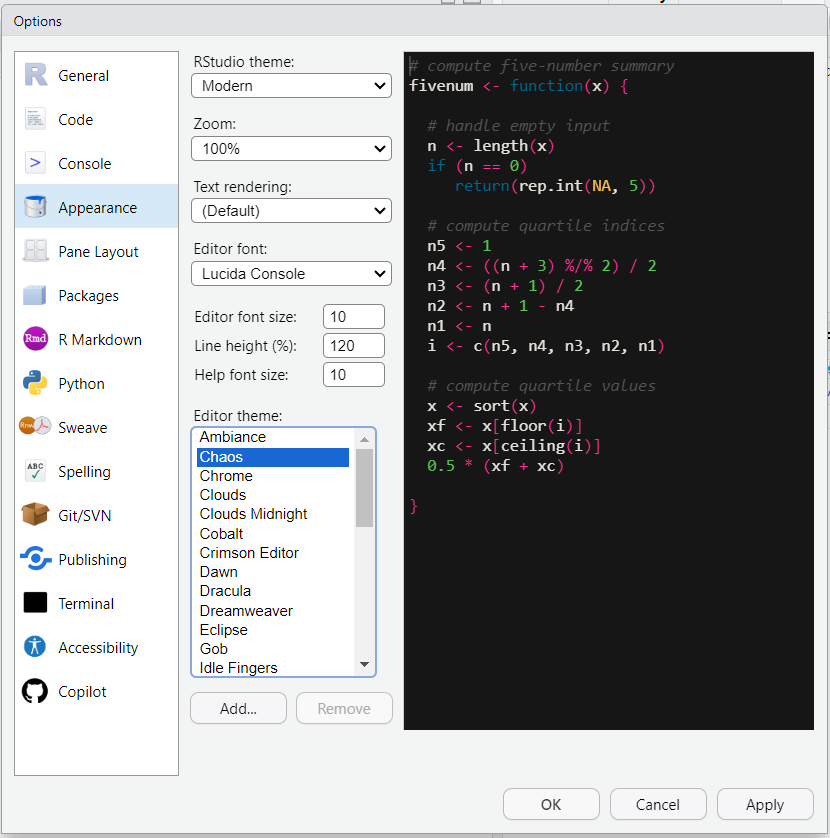 Options
General
Code
Console
Appearance
Pane Layout
Packages
Rmd
R Markdown
Python
Rnw
Sweave
ABC
Spelling
Git/SVN
Publishing
Terminal
Accessibility
Copilot
RStudio theme:
Modern
Zoom:
100%
Text rendering:
(Default)
Editor font:
Lucida Console
Editor font size: 10
Line height (%): 120
Help font size: 10
Editor theme:
Ambiance
Chaos
Chrome
Clouds
Clouds Midnight
Cobalt
Crimson Editor
Dawn
Dracula
Dreamweaver
Eclipse
Gob
Idle Fingers
Add...
Remove
# compute five-number summary
fivenum <- function(x) {
# handle empty input
n <- length(x)
if (n == 0)
return(rep.int(NA, 5))
# compute quartile indices
n5 <- 1
n4 <- ((n + 3) %/% 2) / 2
n3 <- (n + 1) / 2
n2 <- n + 1 - n4
n1 <- n
i <- c(n5, n4, n3, n2, n1)
# compute quartile values
x <- sort(x)
xf <- x[floor(i)]
xc <- x[ceiling(i)]
0.5 * (xf + xc)
}
OK
Cancel
Apply